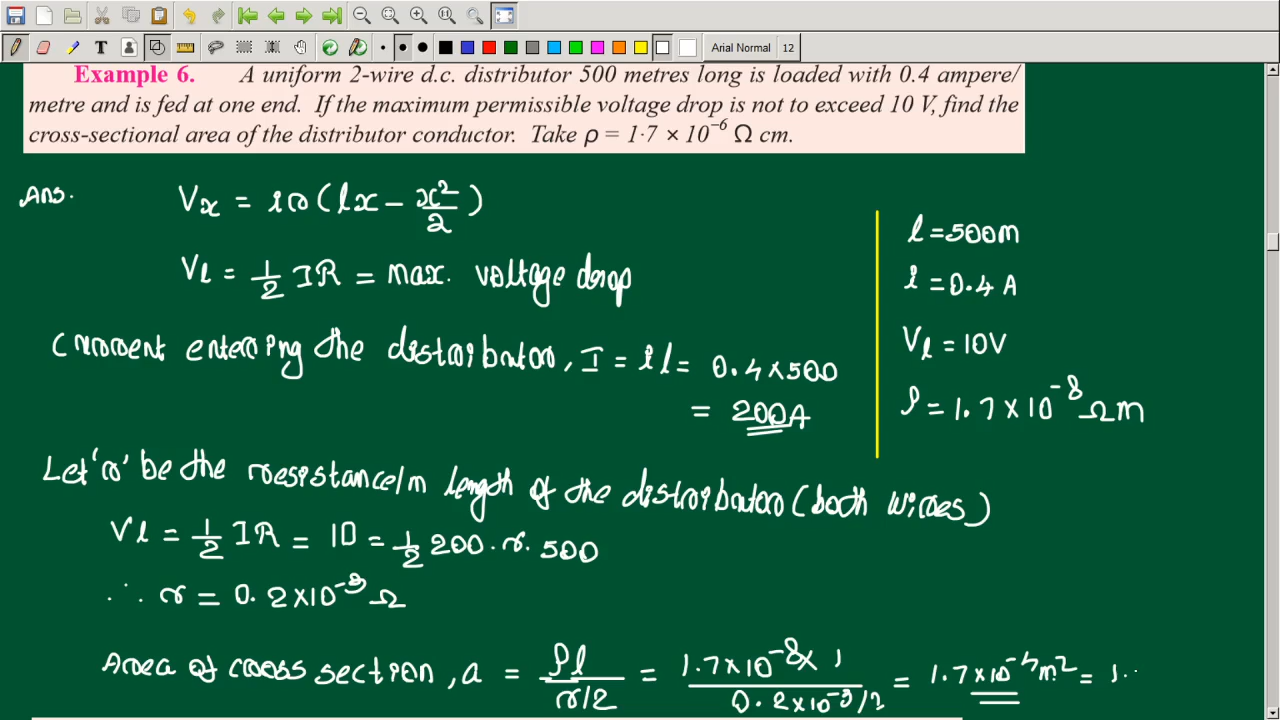 Arial Normal 12
Example 6. A uniform 2-wire d.c. distributor 500 metres long is loaded with 0.4 ampere/
metre and is fed at one end. If the maximum permissible voltage drop is not to exceed 10 V, find the
cross-sectional area of the distributor conductor. Take ρ = 1·7 × 10⁻⁶ Ω cm.
Ans. Vx = ir(lx - x²/2)
Vl = 1/2 IR = max. voltage drop
Current entering the distributor, I = il = 0.4×500
= 200A
l = 500m
i = 0.4 A
Vl = 10V
ρ = 1.7 × 10⁻⁸ Ωm
Let 'r' be the resistance/m length of the distributor (both wires)
Vl = 1/2 IR = 10 = 1/2 200 . r . 500
∴ r = 0.2×10⁻³ Ω
Area of cross section, a = ρl / r/2 = 1.7×10⁻⁸ × 1 / 0.2×10⁻³/2 = 1.7×10⁻⁴ m² = 1.